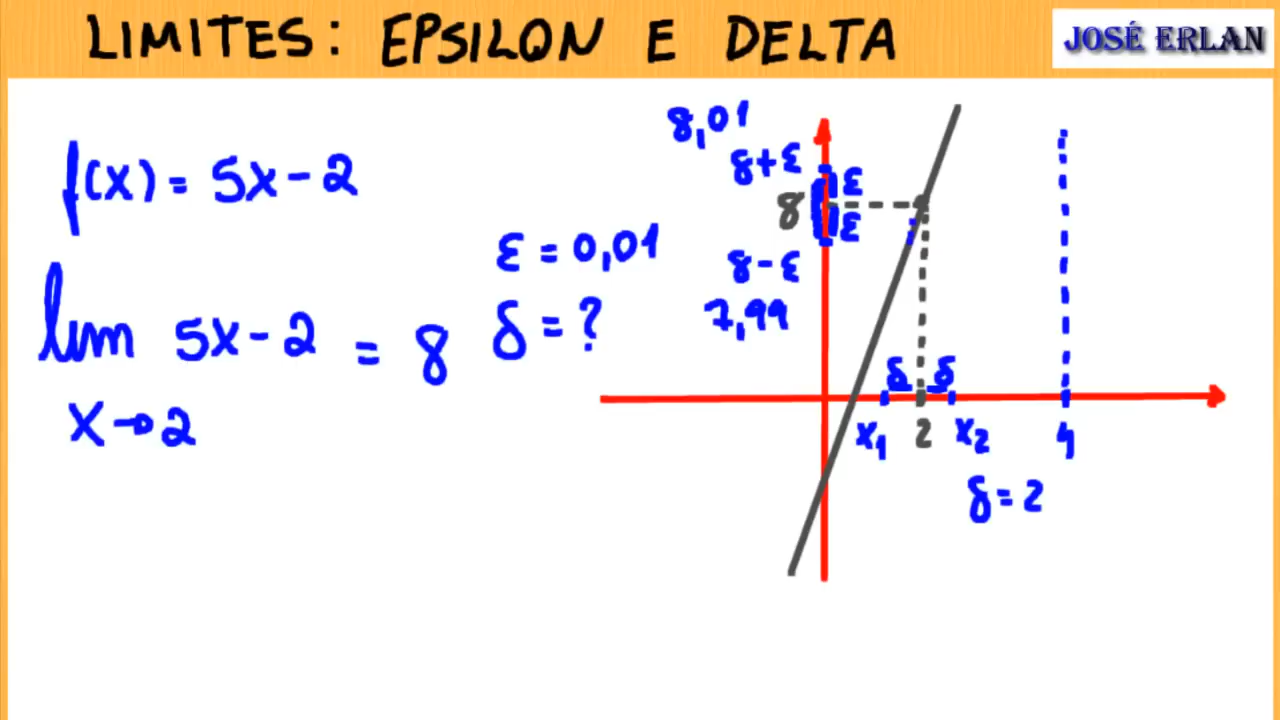 LIMITES: EPSILON E DELTA
JOSÉ ERLAN
f(x) = 5x - 2
lim 5x - 2 = 8
x → 2
ε = 0,01
δ = ?
8,01
8 + ε
8
8 - ε
7,99
ε
ε
δ δ
x₁ 2 x₂ 4
δ = 2